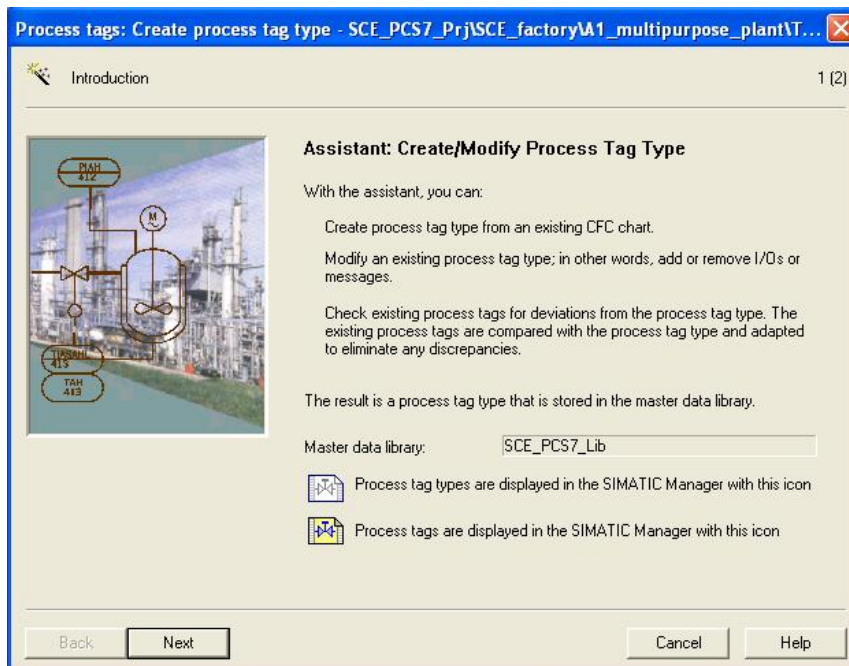 Process tags: Create process tag type - SCE_PCS7_Prj\SCE_factory\A1_multipurpose_plant\T...
Introduction
1 (2)
PIAH
412
M
Assistant: Create/Modify Process Tag Type
With the assistant, you can:
Create process tag type from an existing CFC chart.
Modify an existing process tag type; in other words, add or remove I/Os or
messages.
Check existing process tags for deviations from the process tag type. The
existing process tags are compared with the process tag type and adapted
to eliminate any discrepancies.
413
TAH
413
The result is a process tag type that is stored in the master data library.
Master data library:
SCE_PCS7_Lib
Process tag types are displayed in the SIMATIC Manager with this icon
Process tags are displayed in the SIMATIC Manager with this icon
Back
Next
Cancel
Help